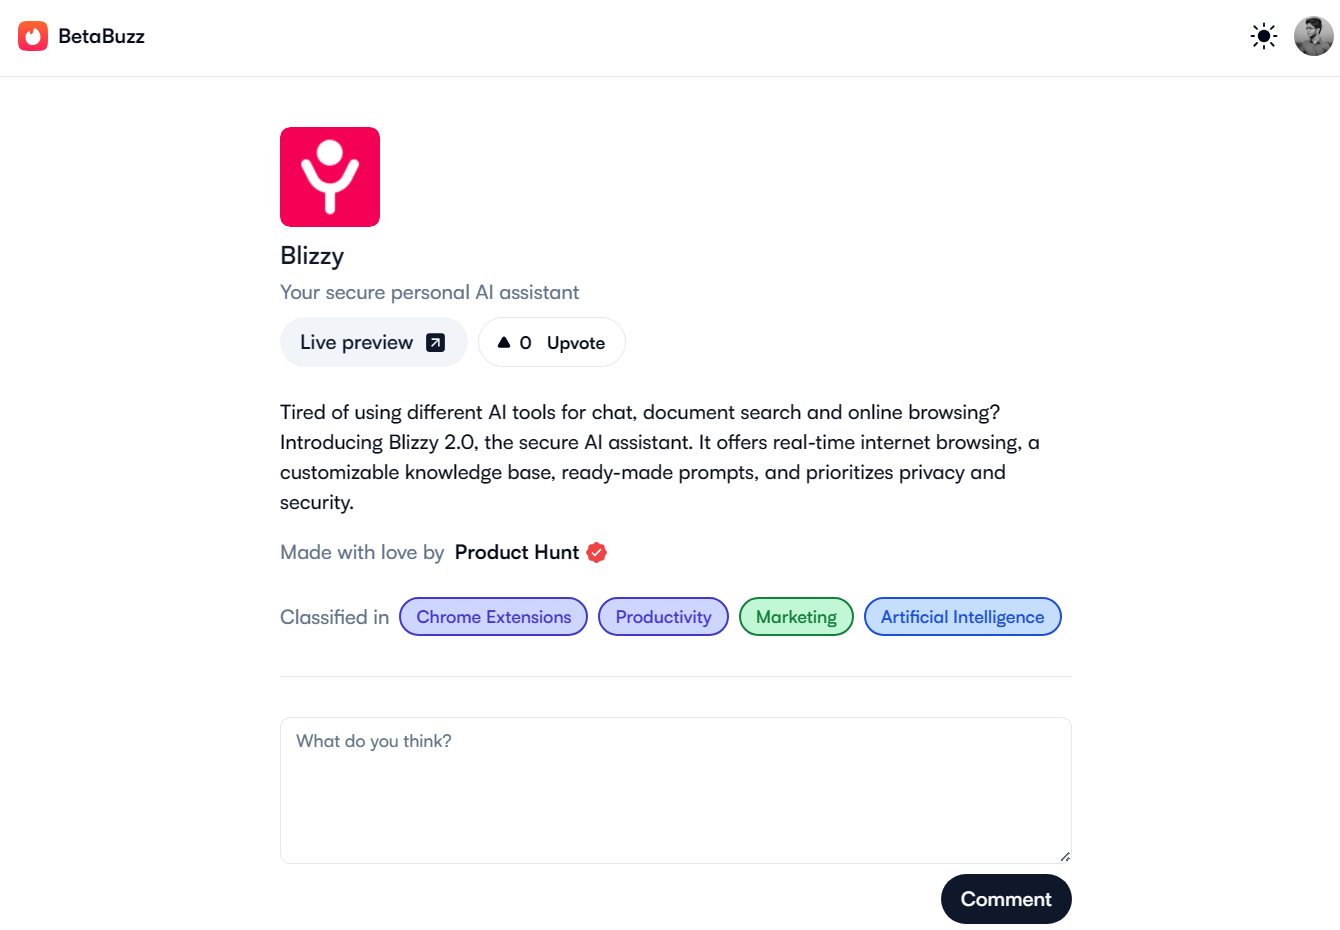 BetaBuzz
Blizzy
Your secure personal AI assistant
Live preview
0 Upvote
Tired of using different AI tools for chat, document search and online browsing?
Introducing Blizzy 2.0, the secure AI assistant. It offers real-time internet browsing, a
customizable knowledge base, ready-made prompts, and prioritizes privacy and
security.
Made with love by Product Hunt
Classified in Chrome Extensions Productivity Marketing Artificial Intelligence
What do you think?
Comment